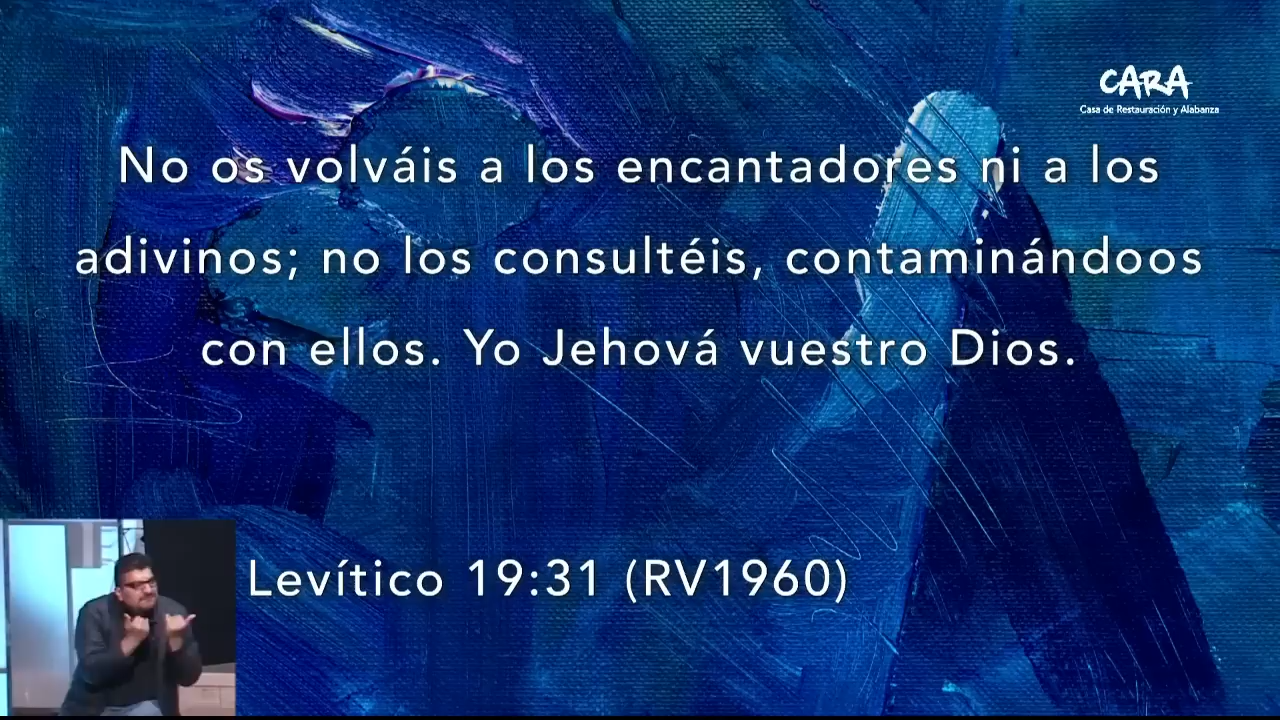 CARA
Casa de Restauración y Alabanza
No os volváis a los encantadores ni a los
adivinos; no los consultéis, contaminándoos
con ellos. Yo Jehová vuestro Dios.
Levítico 19:31 (RV1960)